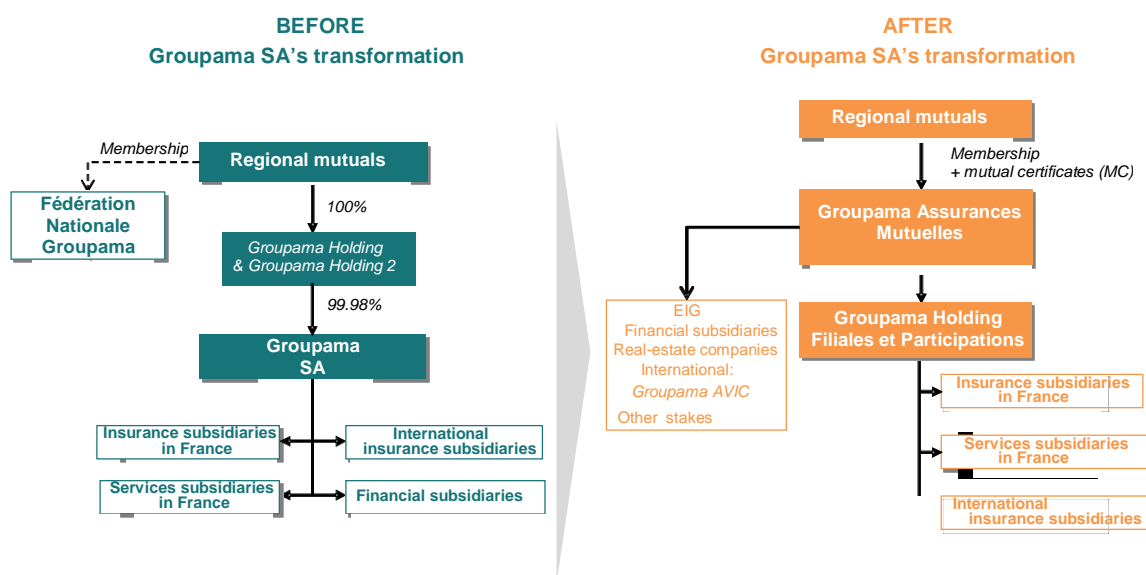 BEFORE
Groupama SA's transformation
Membership
Regional mutuals
Fédération
Nationale
Groupama
100%
Groupama Holding
& Groupama Holding 2
99.98%
Groupama
SA
Insurance subsidiaries
in France
International
insurance subsidiaries
Services subsidiaries
in France
Financial subsidiaries
AFTER
Groupama SA's transformation
Regional mutuals
Membership
+ mutual certificates (MC)
Groupama Assurances
Mutuelles
EIG
Financial subsidiaries
Real-estate companies
International:
Groupama AVIC
Other stakes
Groupama Holding
Filiales et Participations
Insurance subsidiaries
in France
Services subsidiaries
in France
International
insurance subsidiaries